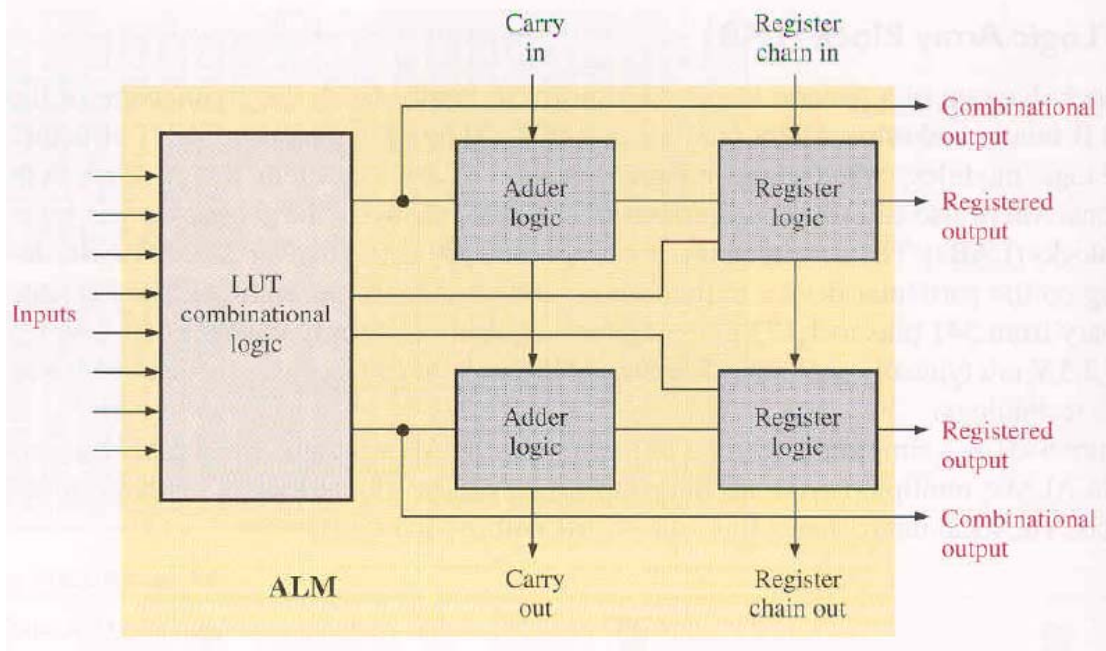 Carry
in
Register
chain in
Combinational
output
Adder
logic
Register
logic
Registered
output
LUT
combinational
logic
Inputs
Adder
logic
Register
logic
Registered
output
Combinational
output
ALM
Carry
out
Register
chain out